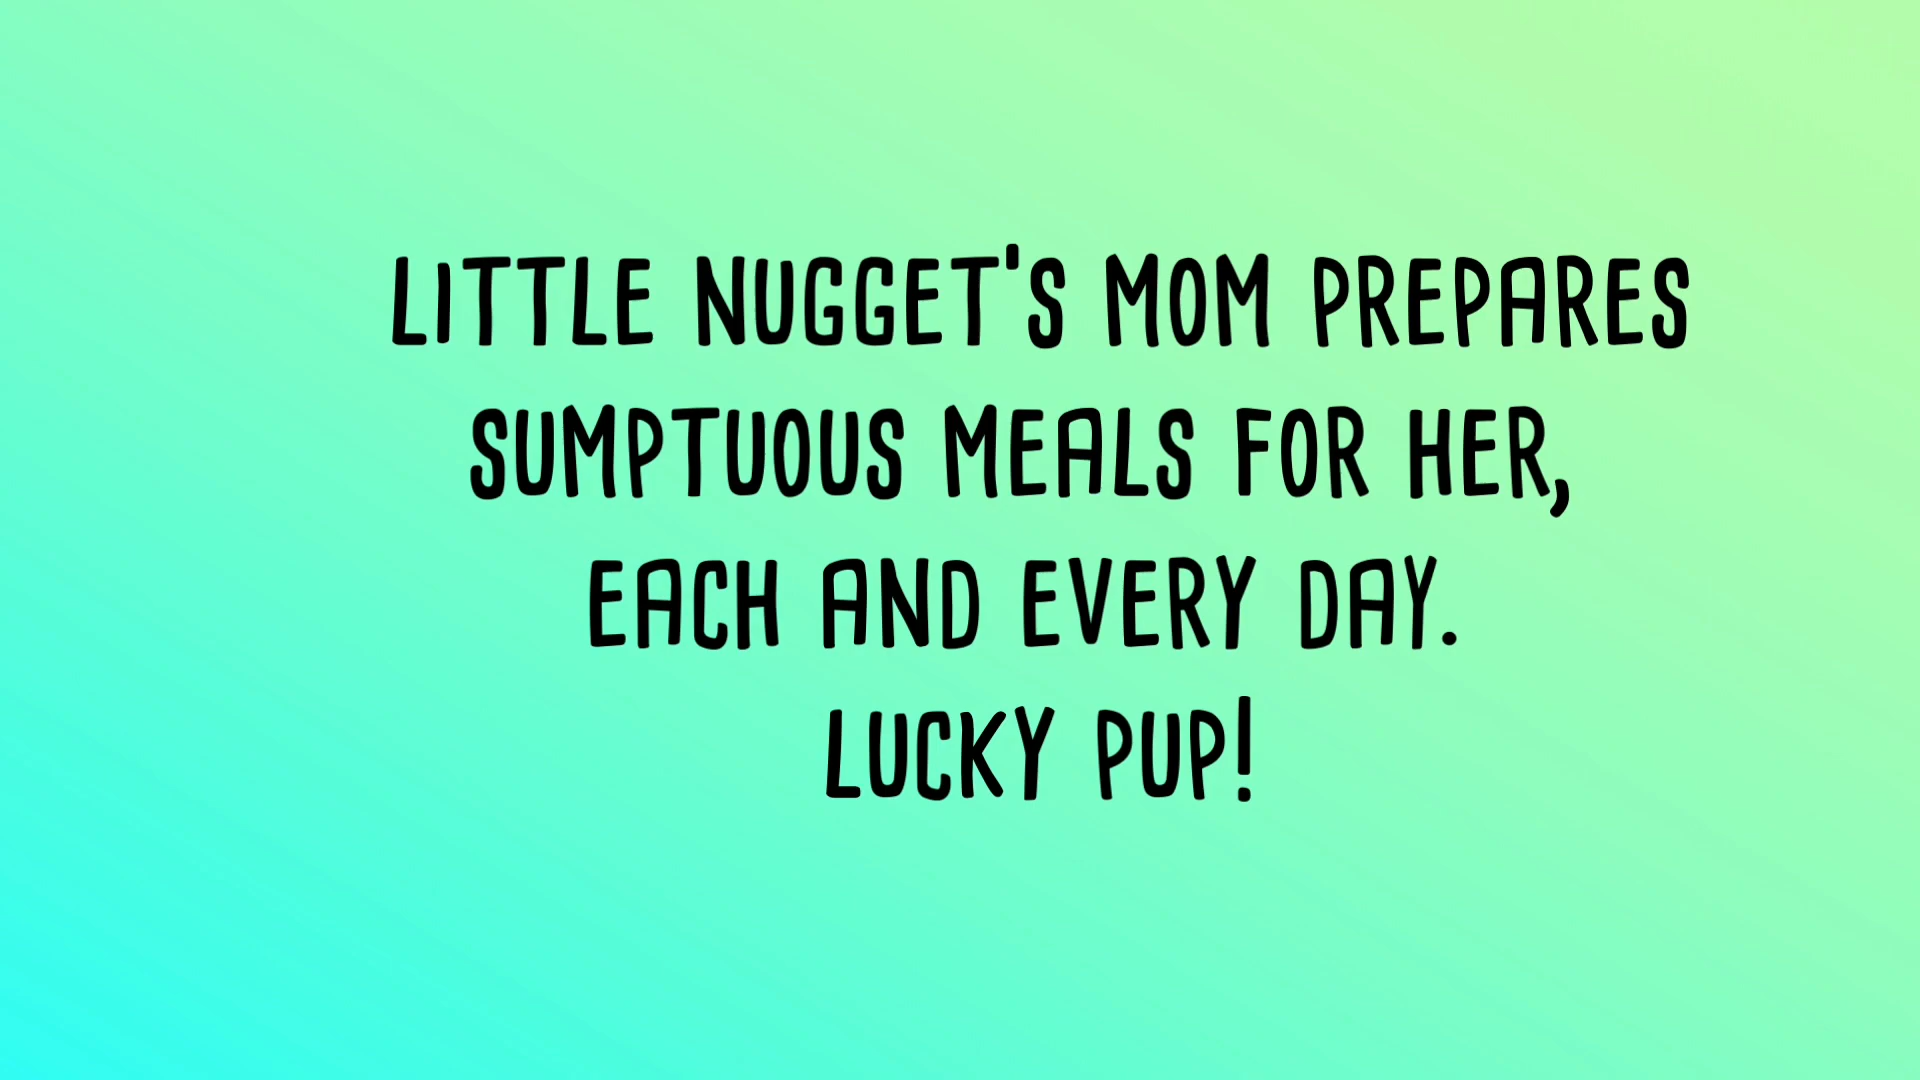 LITTLE NUGGET'S MOM PREPARES
SUMPTUOUS MEALS FOR HER,
EACH AND EVERY DAY.
LUCKY PUP!